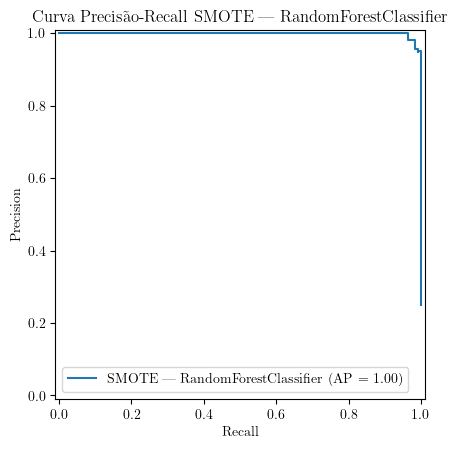 Curva Precisão-Recall SMOTE — RandomForestClassifier
1.0
0.8
0.6
0.4
0.2
0.0
Precision
SMOTE — RandomForestClassifier (AP = 1.00)
0.0 0.2 0.4 0.6 0.8 1.0
Recall